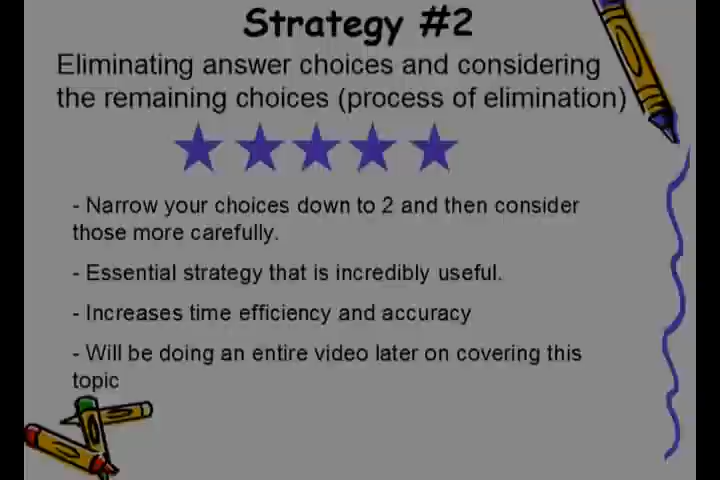 Strategy #2
Eliminating answer choices and considering
the remaining choices (process of elimination)
- Narrow your choices down to 2 and then consider
those more carefully.
- Essential strategy that is incredibly useful.
- Increases time efficiency and accuracy
- Will be doing an entire video later on covering this
topic